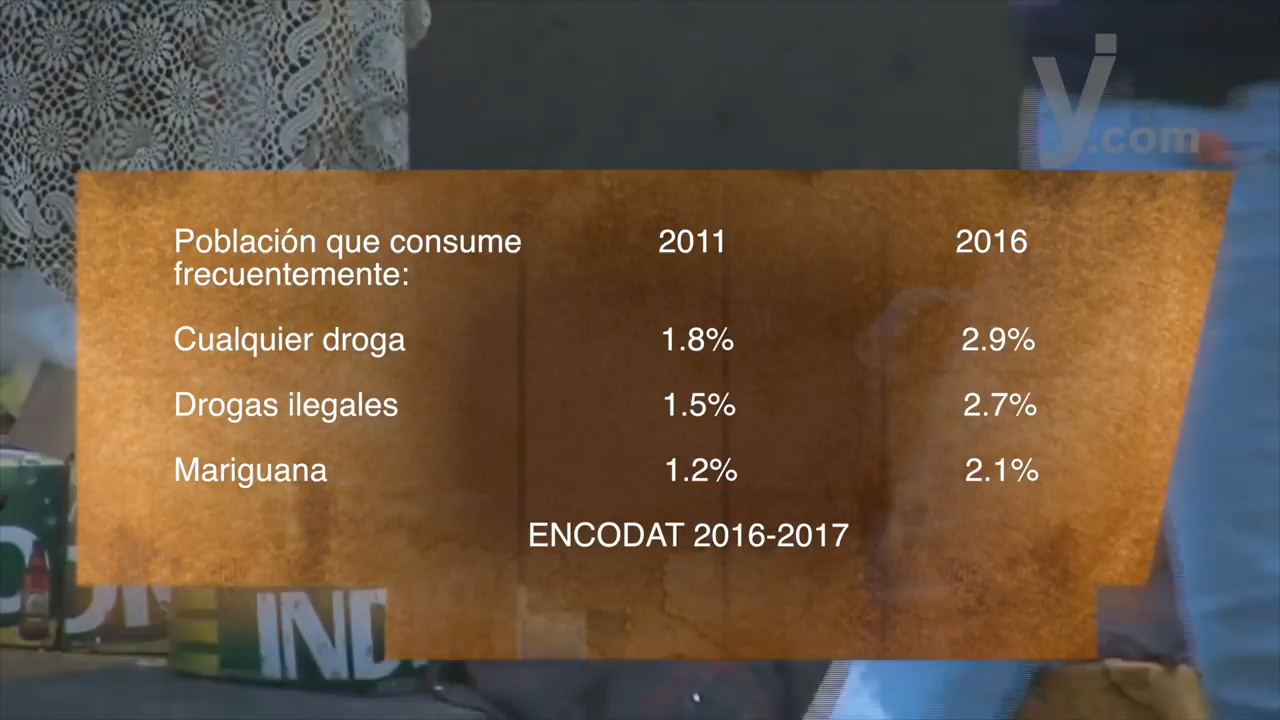 y.com
Población que consume 2011 2016
frecuentemente:
Cualquier droga 1.8% 2.9%
Drogas ilegales 1.5% 2.7%
Mariguana 1.2% 2.1%
ENCODAT 2016-2017